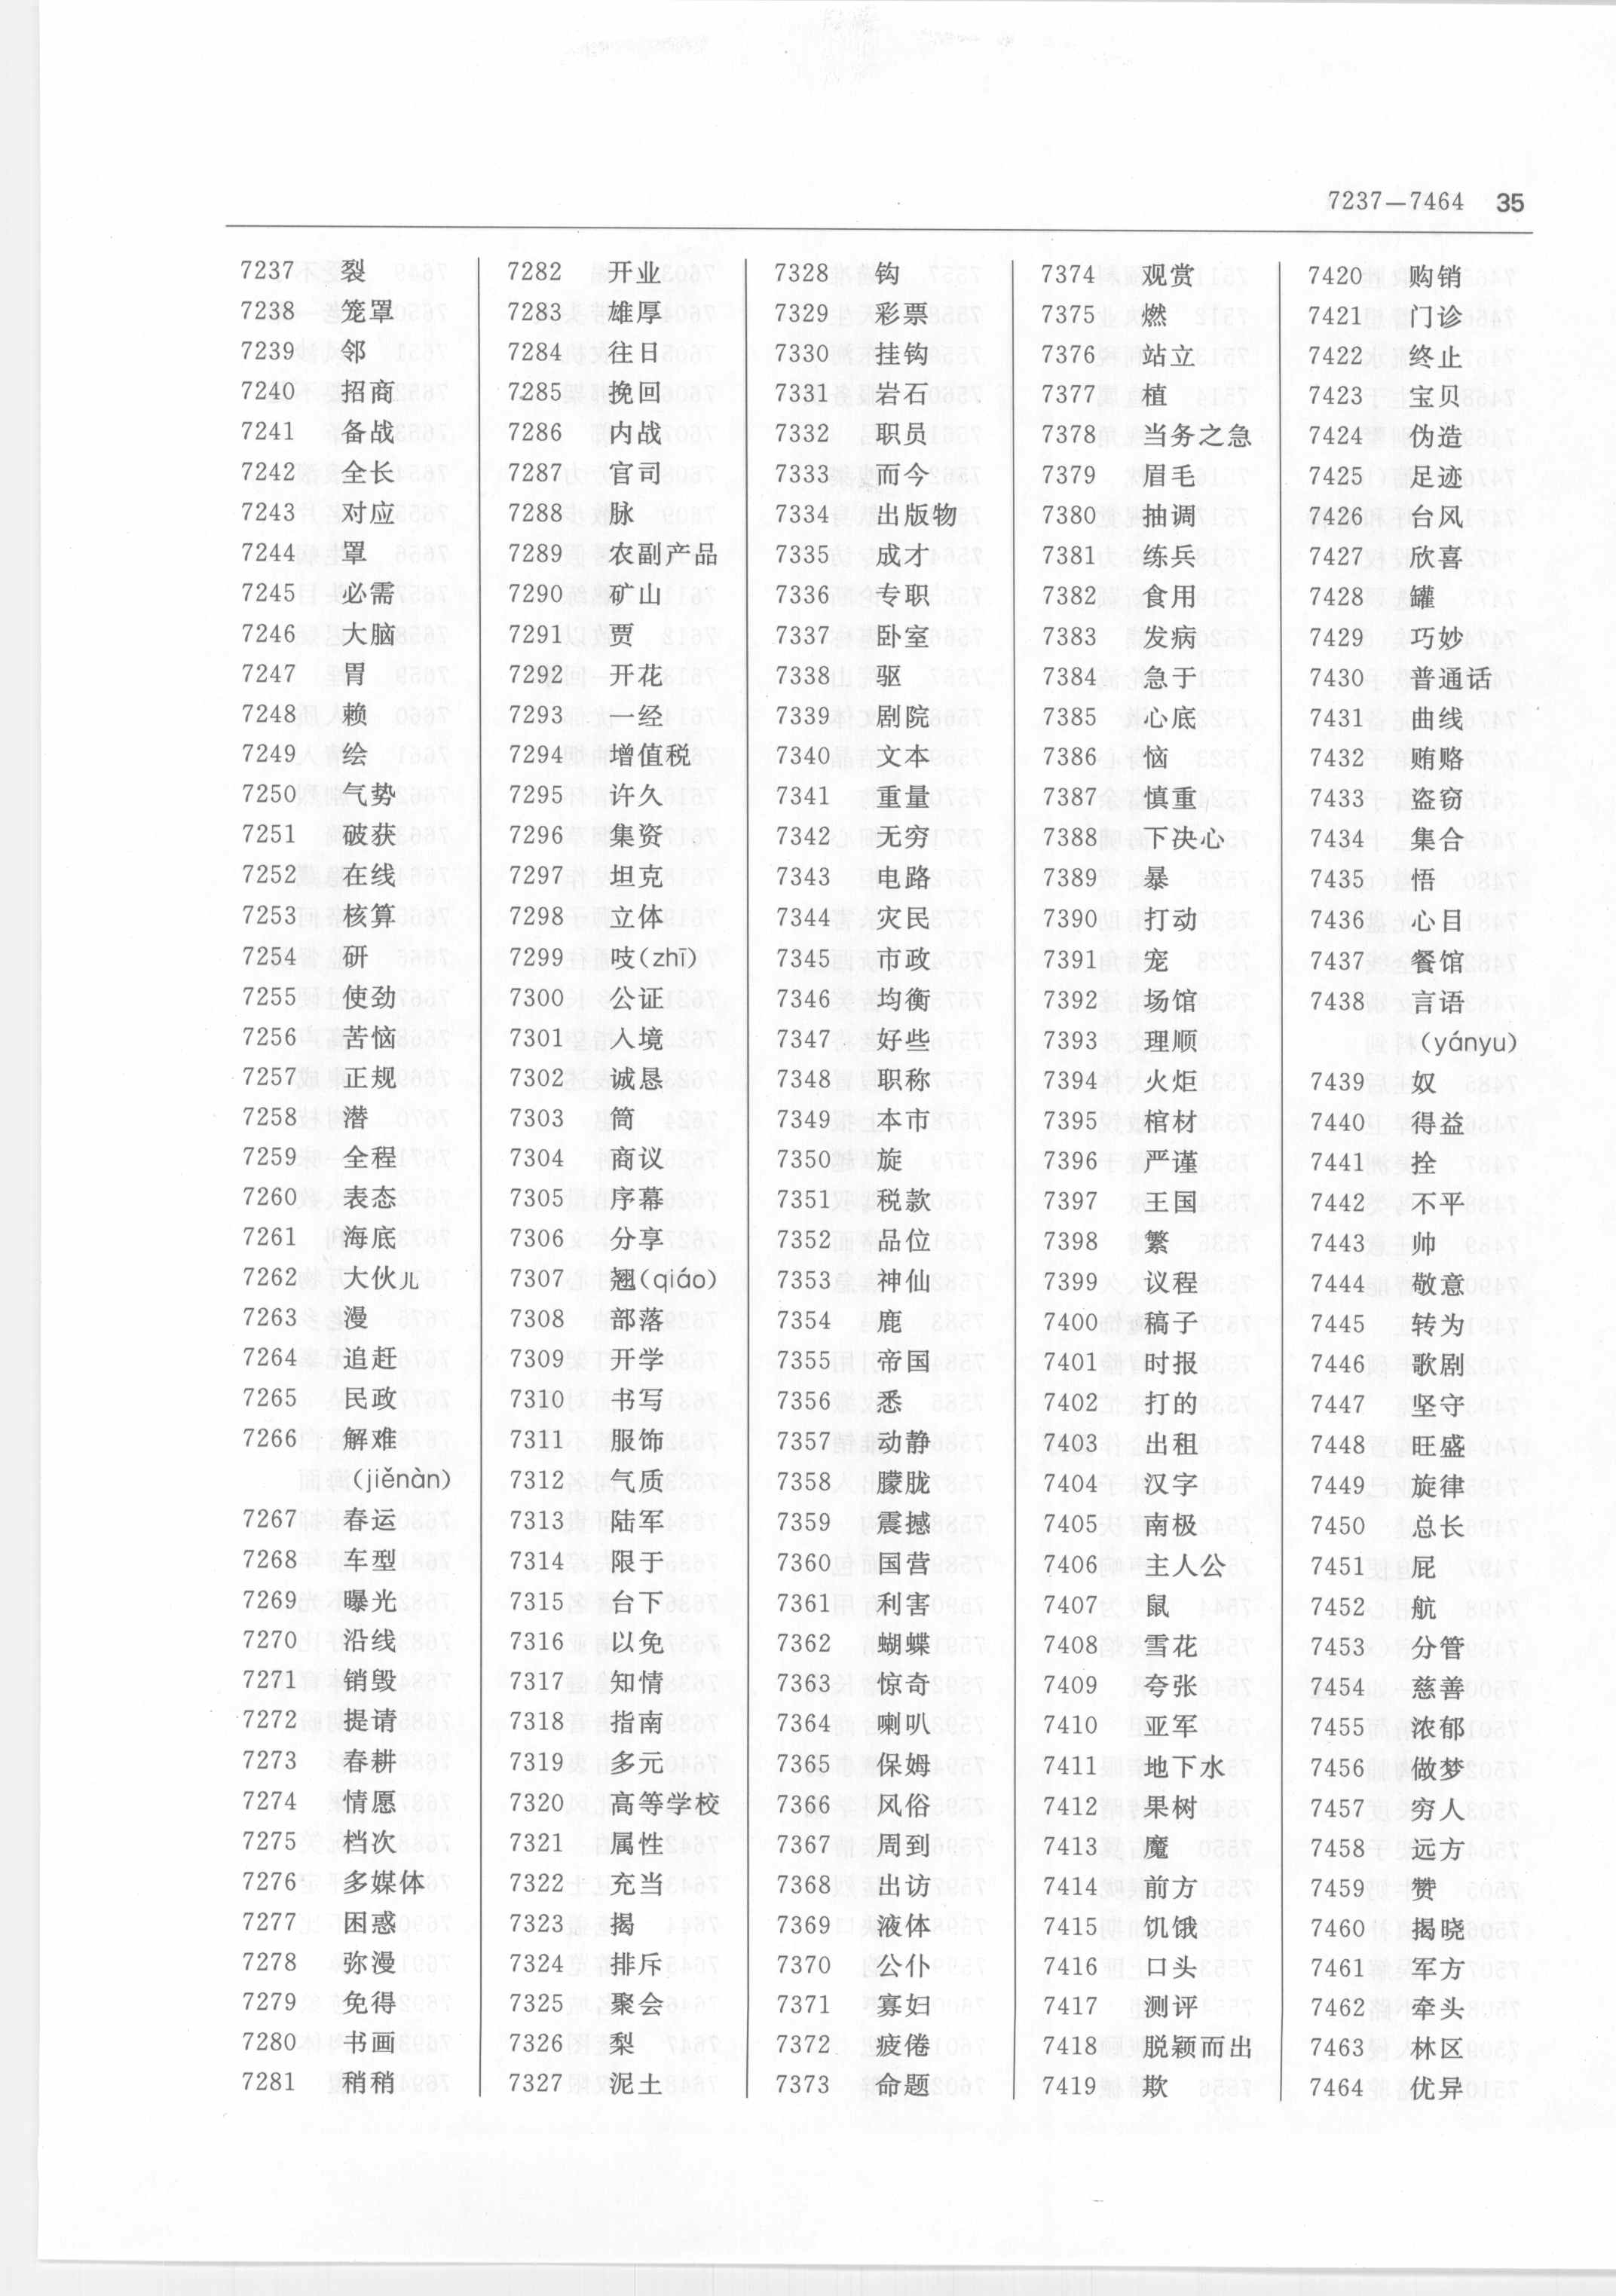 7237—7464 35
7237 裂
7238 笼罩
7239 邻
7240 招商
7241 备战
7242 全长
7243 对应
7244 罩
7245 必需
7246 大脑
7247 胃
7248 赖
7249 绘
7250 气势
7251 破获
7252 在线
7253 核算
7254 研
7255 使劲
7256 苦恼
7257 正规
7258 潜
7259 全程
7260 表态
7261 海底
7262 大伙儿
7263 漫
7264 追赶
7265 民政
7266 解难
(jiěnàn)
7267 春运
7268 车型
7269 曝光
7270 沿线
7271 销毁
7272 提请
7273 春耕
7274 情愿
7275 档次
7276 多媒体
7277 困惑
7278 弥漫
7279 免得
7280 书画
7281 稍稍
7282 开业
7283 雄厚
7284 往日
7285 挽回
7286 内战
7287 官司
7288 脉
7289 农副产品
7290 矿山
7291 贾
7292 开花
7293 一经
7294 增值税
7295 许久
7296 集资
7297 坦克
7298 立体
7299 吱(zhī)
7300 公证
7301 入境
7302 诚恳
7303 筒
7304 商议
7305 序幕
7306 分享
7307 翘(qiáo)
7308 部落
7309 开学
7310 书写
7311 服饰
7312 气质
7313 陆军
7314 限于
7315 台下
7316 以免
7317 知情
7318 指南
7319 多元
7320 高等学校
7321 属性
7322 充当
7323 揭
7324 排斥
7325 聚会
7326 梨
7327 泥土
7328 钩
7329 彩票
7330 挂钩
7331 岩石
7332 职员
7333 而今
7334 出版物
7335 成才
7336 专职
7337 卧室
7338 驱
7339 剧院
7340 文本
7341 重量
7342 无穷
7343 电路
7344 灾民
7345 市政
7346 均衡
7347 好些
7348 职称
7349 本市
7350 旋
7351 税款
7352 品位
7353 神仙
7354 鹿
7355 帝国
7356 悉
7357 动静
7358 朦胧
7359 震撼
7360 国营
7361 利害
7362 蝴蝶
7363 惊奇
7364 喇叭
7365 保姆
7366 风俗
7367 周到
7368 出访
7369 液体
7370 公仆
7371 寡妇
7372 疲倦
7373 命题
7374 观赏
7375 燃
7376 站立
7377 植
7378 当务之急
7379 眉毛
7380 抽调
7381 练兵
7382 食用
7383 发病
7384 急于
7385 心底
7386 恼
7387 慎重
7388 下决心
7389 暴
7390 打动
7391 宠
7392 场馆
7393 理顺
7394 火炬
7395 棺材
7396 严谨
7397 王国
7398 繁
7399 议程
7400 稿子
7401 时报
7402 打的
7403 出租
7404 汉字
7405 南极
7406 主人公
7407 鼠
7408 雪花
7409 夸张
7410 亚军
7411 地下水
7412 果树
7413 魔
7414 前方
7415 饥饿
7416 口头
7417 测评
7418 脱颖而出
7419 欺
7420 购销
7421 门诊
7422 终止
7423 宝贝
7424 伪造
7425 足迹
7426 台风
7427 欣喜
7428 罐
7429 巧妙
7430 普通话
7431 曲线
7432 贿赂
7433 盗窃
7434 集合
7435 悟
7436 心目
7437 餐馆
7438 言语
(yányu)
7439 奴
7440 得益
7441 拴
7442 不平
7443 帅
7444 敬意
7445 转为
7446 歌剧
7447 坚守
7448 旺盛
7449 旋律
7450 总长
7451 屁
7452 航
7453 分管
7454 慈善
7455 浓郁
7456 做梦
7457 穷人
7458 远方
7459 赞
7460 揭晓
7461 军方
7462 牵头
7463 林区
7464 优异